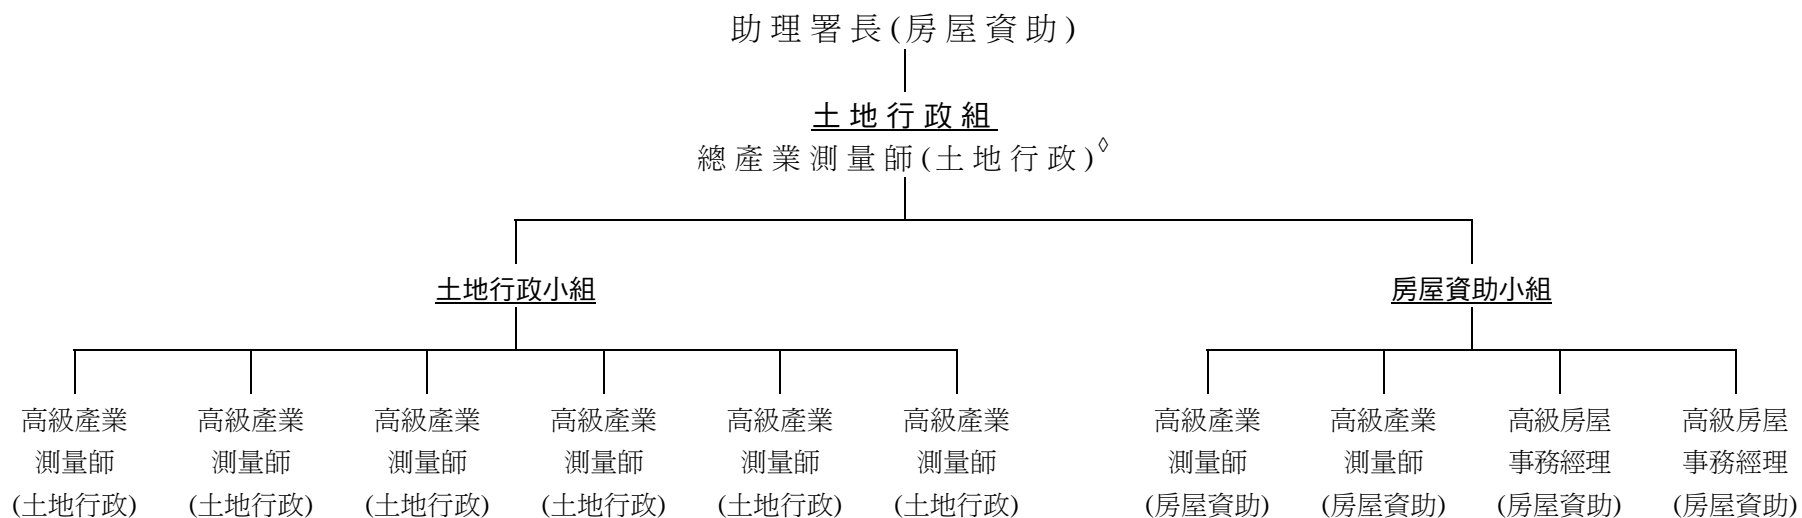 助理署長(房屋資助)
土地行政組
總產業測量師(土地行政)◊
土地行政小組
房屋資助小組
高級產業
測量師
(土地行政)
高級產業
測量師
(土地行政)
高級產業
測量師
(土地行政)
高級產業
測量師
(土地行政)
高級產業
測量師
(土地行政)
高級產業
測量師
(土地行政)
高級產業
測量師
(房屋資助)
高級產業
測量師
(房屋資助)
高級房屋
事務經理
(房屋資助)
高級房屋
事務經理
(房屋資助)